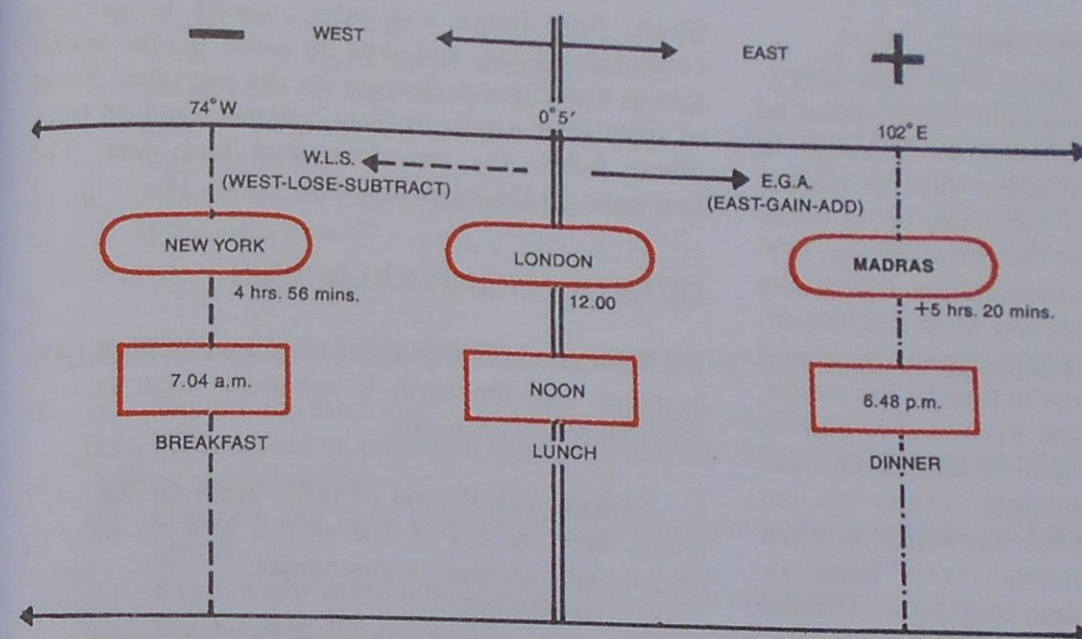 − WEST
EAST +
74°W
0°5′
102°E
W.L.S.
(WEST-LOSE-SUBTRACT)
E.G.A.
(EAST-GAIN-ADD)
NEW YORK
LONDON
MADRAS
4 hrs. 56 mins.
12.00
+5 hrs. 20 mins.
7.04 a.m.
NOON
6.48 p.m.
BREAKFAST
LUNCH
DINNER